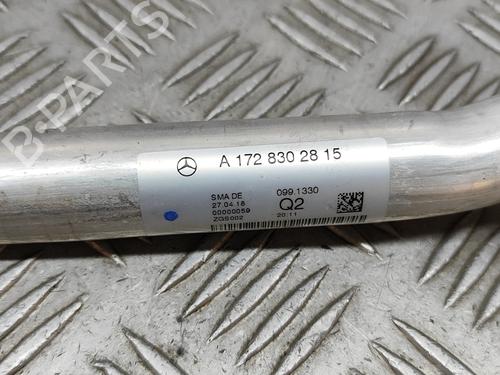 B-PARTS
A 172 830 28 15
SMA DE
27.04.18
00000059
ZGS002
099.1330
Q2
20:11